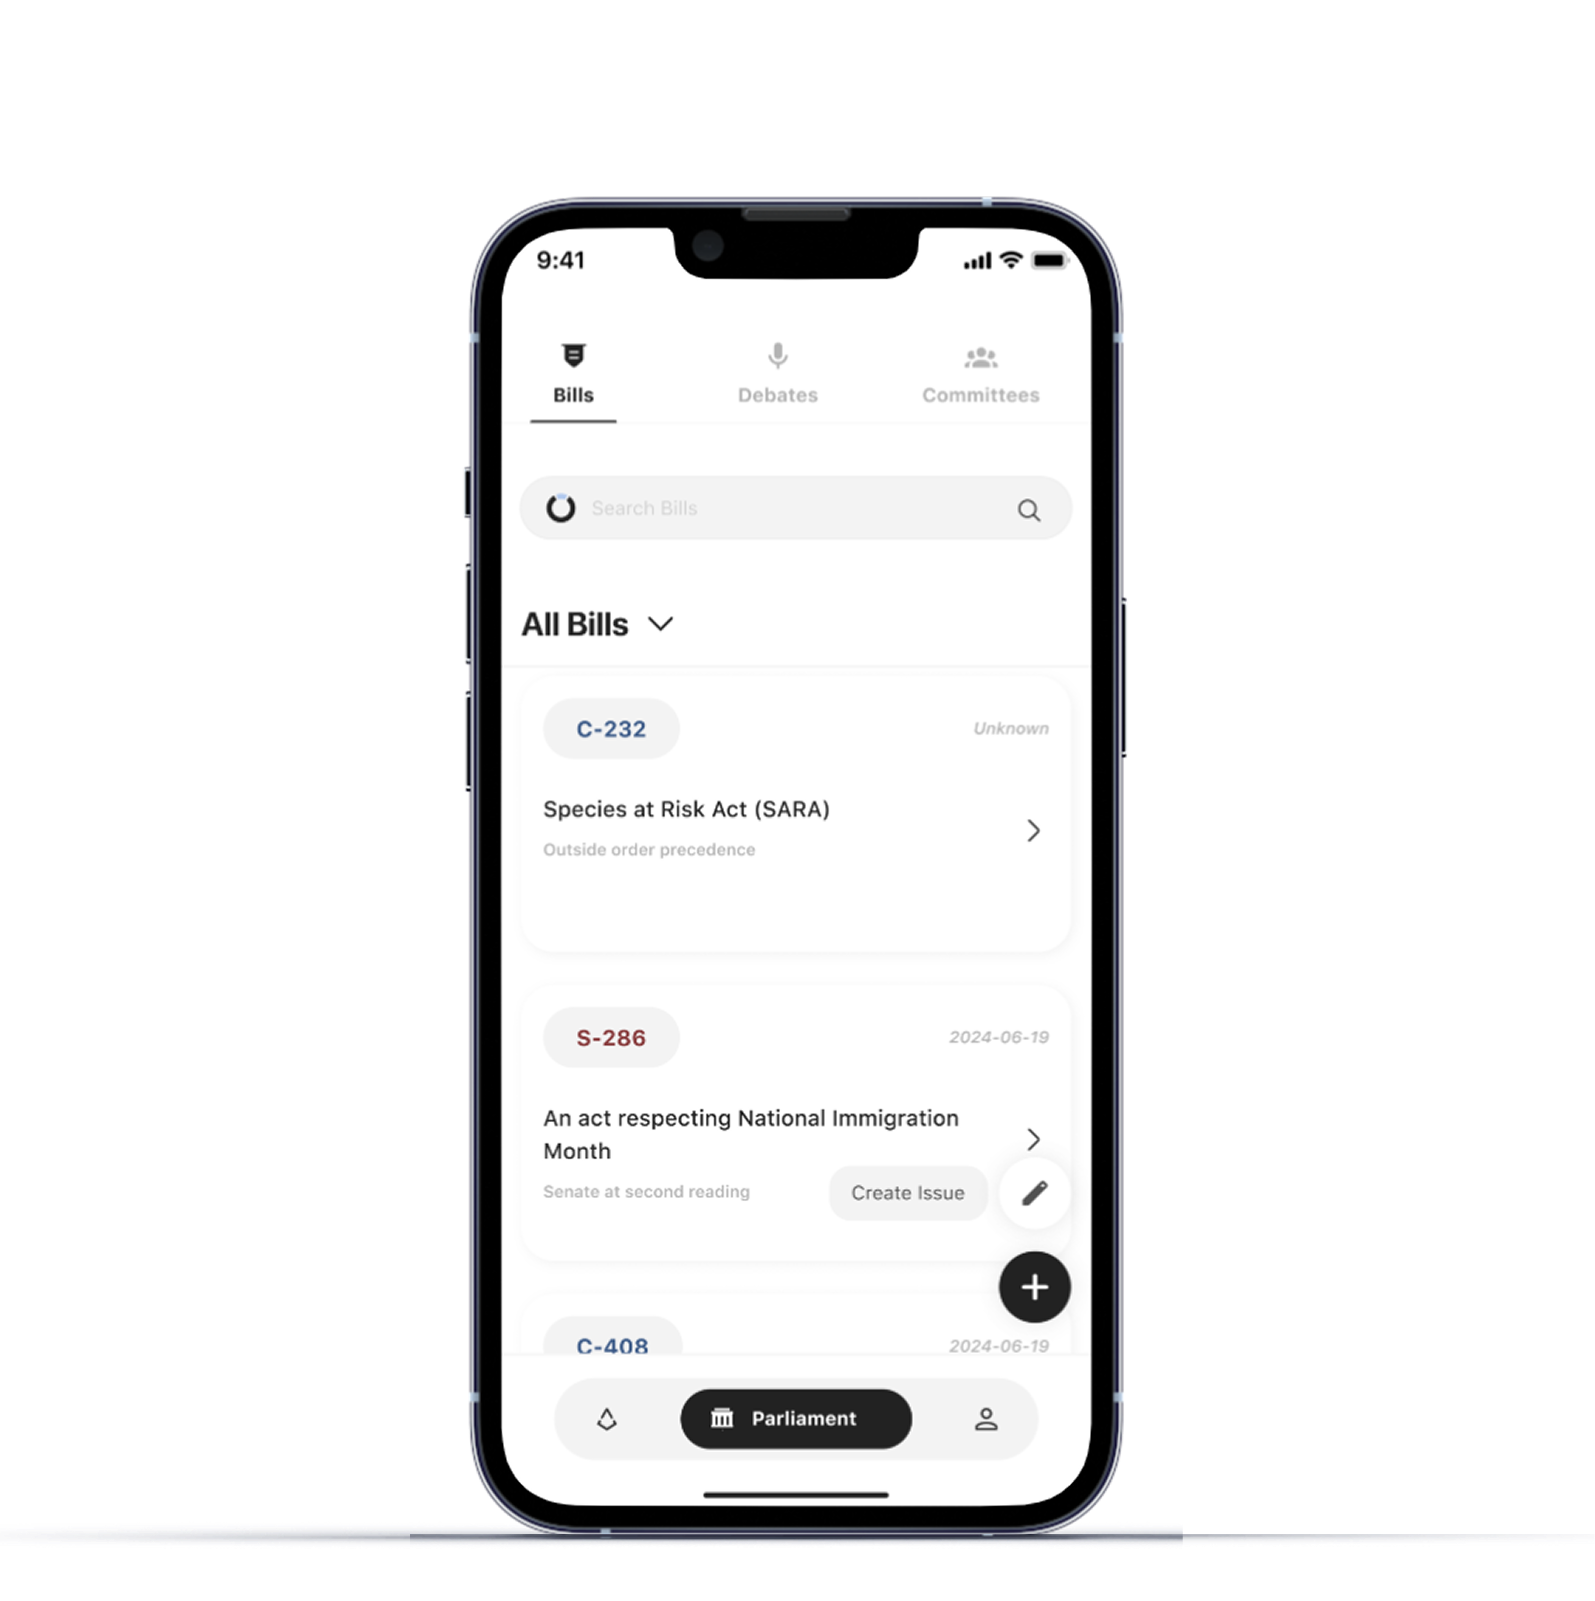 9:41
Bills
Debates
Committees
Search Bills
All Bills
C-232
Unknown
Species at Risk Act (SARA)
Outside order precedence
S-286
2024-06-19
An act respecting National Immigration
Month
Senate at second reading
Create Issue
C-408
2024-06-19
Parliament